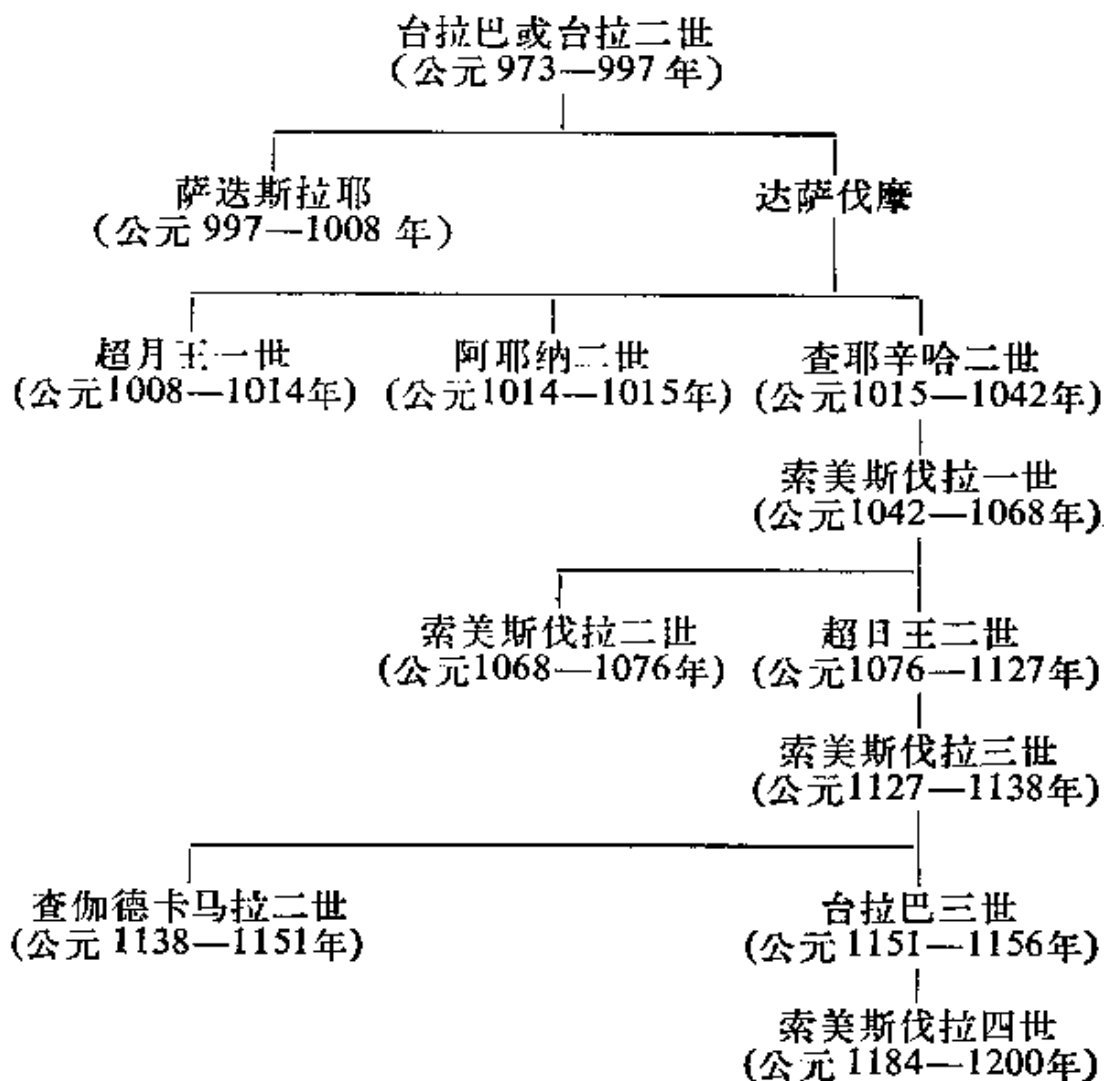 台拉巴或台拉二世
（公元973—997年）
萨迭斯拉耶
（公元997—1008年）
达萨伐摩
超月王一世
(公元1008—1014年)
阿耶纳二世
(公元1014—1015年)
查耶辛哈二世
(公元1015—1042年)
索美斯伐拉一世
(公元1042—1068年)
索美斯伐拉二世
(公元1068—1076年)
超日王二世
(公元1076—1127年)
索美斯伐拉三世
(公元1127—1138年)
查伽德卡马拉二世
(公元1138—1151年)
台拉巴三世
(公元1151—1156年)
索美斯伐拉四世
(公元1184—1200年)